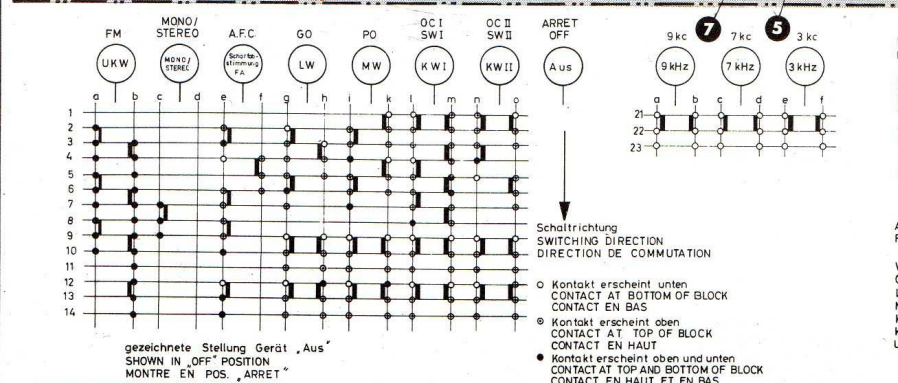 FM MONO/ STEREO A.F.C. GO PO OC I SW I OC II SW II ARRET OFF 9 kc 7 7 kc 5 3 kc
UKW MONO/ STEREO Scharfab- stimmung FA LW MW KW I KW II Aus 9 kHz 7 kHz 3 kHz
a b c d e f g h i k l m n o a b c d e f
1
2
3
4
5
6
7
8
9
10
11
12
13
14
21
22
23
Schaltrichtung
SWITCHING DIRECTION
DIRECTION DE COMMUTATION
Kontakt erscheint unten
CONTACT AT BOTTOM OF BLOCK
CONTACT EN BAS
Kontakt erscheint oben
CONTACT AT TOP OF BLOCK
CONTACT EN HAUT
Kontakt erscheint oben und unten
CONTACT AT TOP AND BOTTOM OF BLOCK
CONTACT EN HAUT ET EN BAS
gezeichnete Stellung Gerät „Aus"
SHOWN IN „OFF" POSITION
MONTRE EN POS. „ARRET"